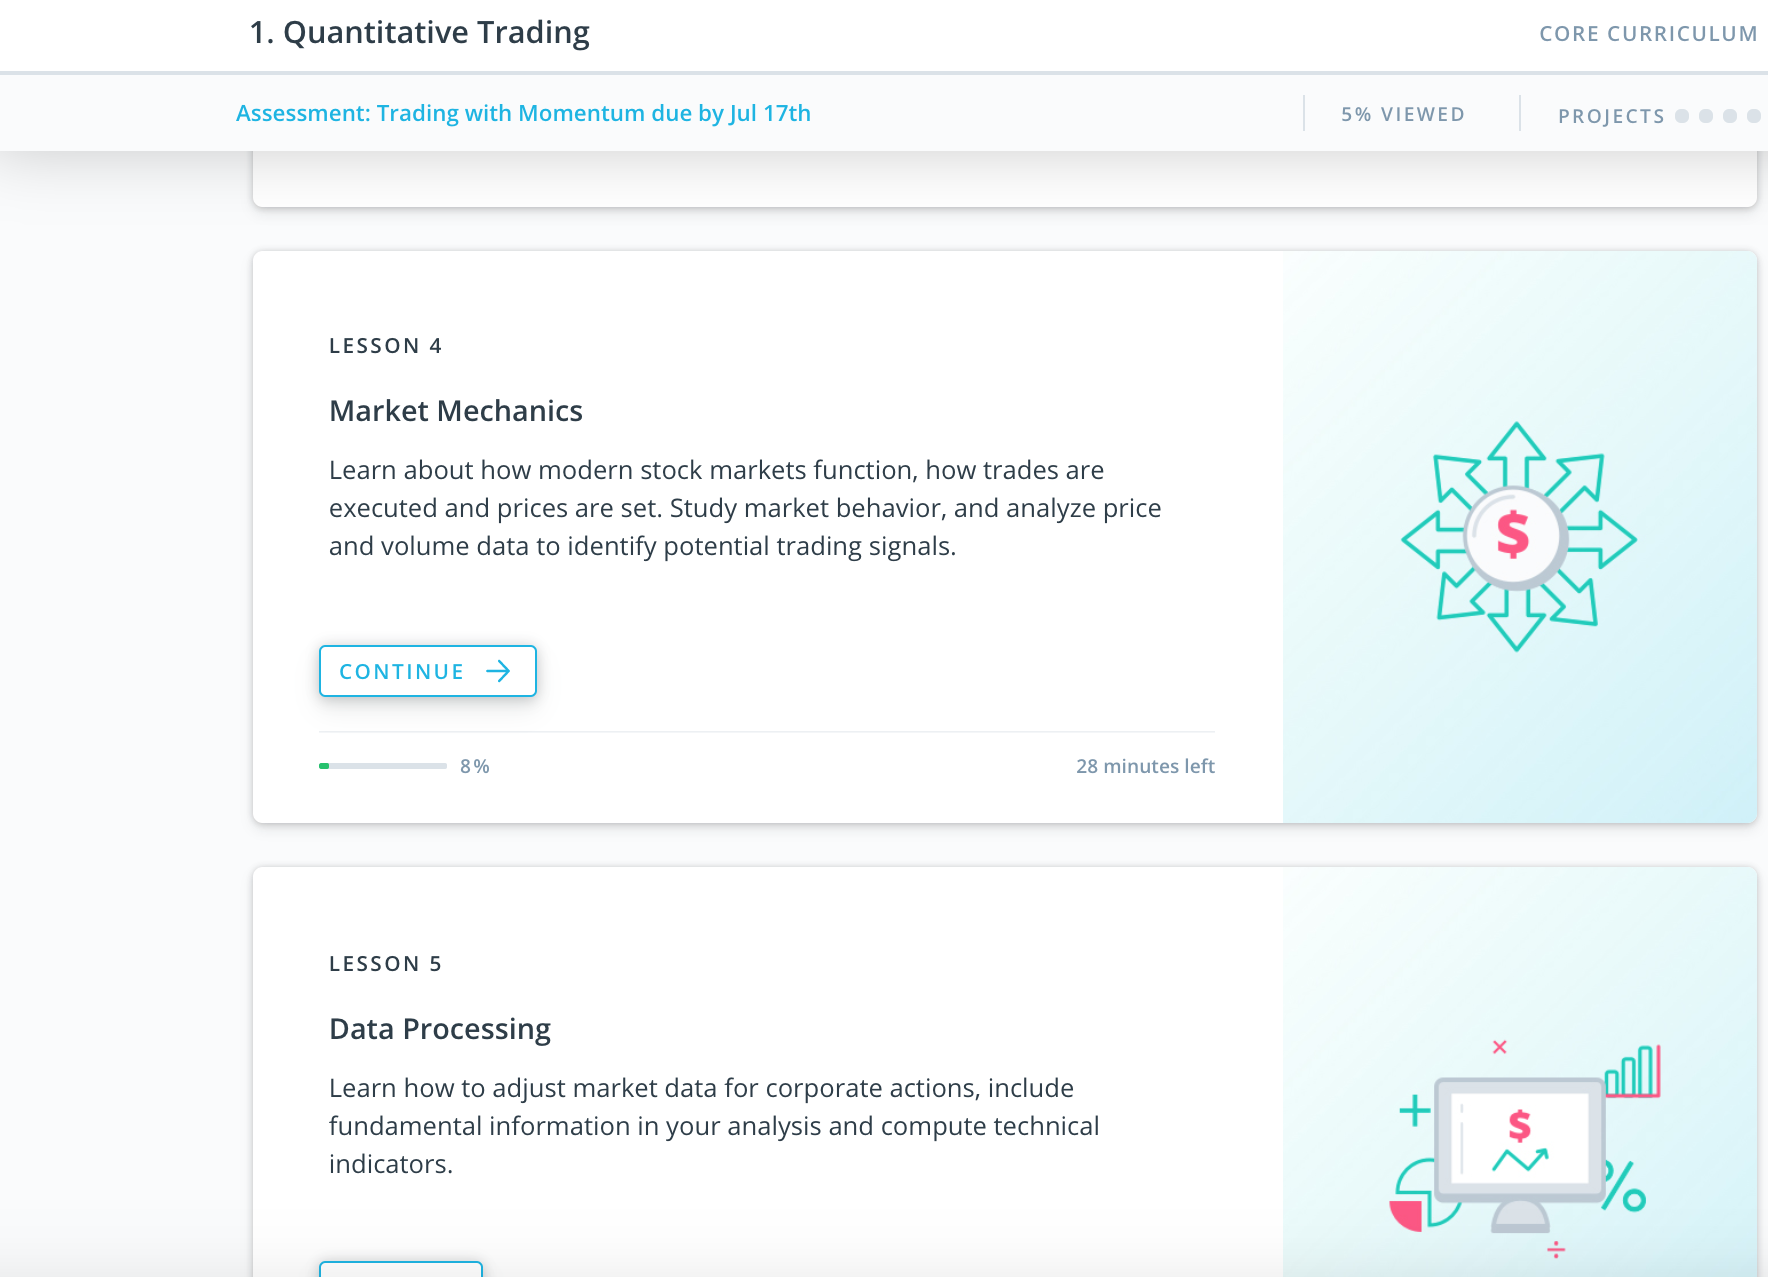 1. Quantitative Trading
CORE CURRICULUM
Assessment: Trading with Momentum due by Jul 17th
5% VIEWED
PROJECTS
LESSON 4
Market Mechanics
Learn about how modern stock markets function, how trades are
executed and prices are set. Study market behavior, and analyze price
and volume data to identify potential trading signals.
$
CONTINUE
8%
28 minutes left
LESSON 5
Data Processing
Learn how to adjust market data for corporate actions, include
fundamental information in your analysis and compute technical
indicators.
$
%